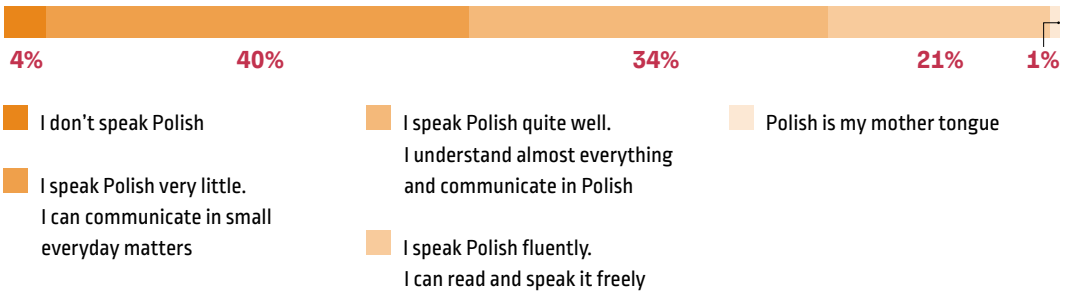 4%
40%
34%
21%
1%
I don't speak Polish
I speak Polish very little.
I can communicate in small
everyday matters
I speak Polish quite well.
I understand almost everything
and communicate in Polish
I speak Polish fluently.
I can read and speak it freely
Polish is my mother tongue